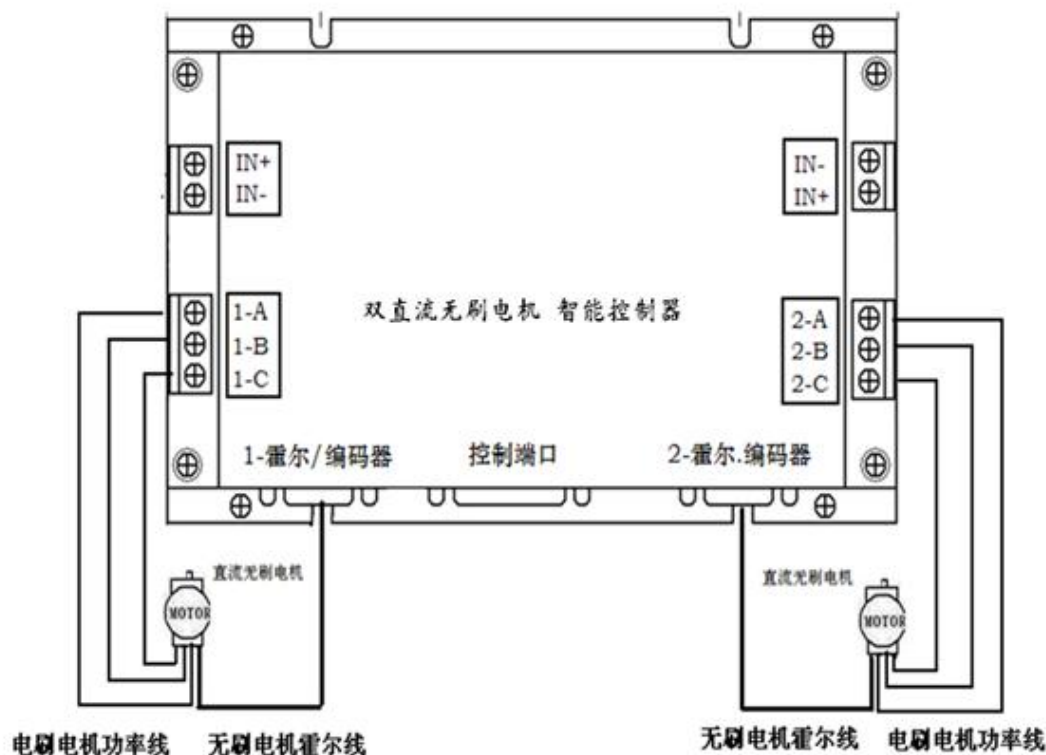 IN+
IN-
IN-
IN+
1-A
1-B
1-C
双直流无刷电机 智能控制器
2-A
2-B
2-C
1-霍尔/编码器
控制端口
2-霍尔.编码器
直流无刷电机
直流无刷电机
MOTOR
MOTOR
电刷电机功率线
无刷电机霍尔线
无刷电机霍尔线
电刷电机功率线